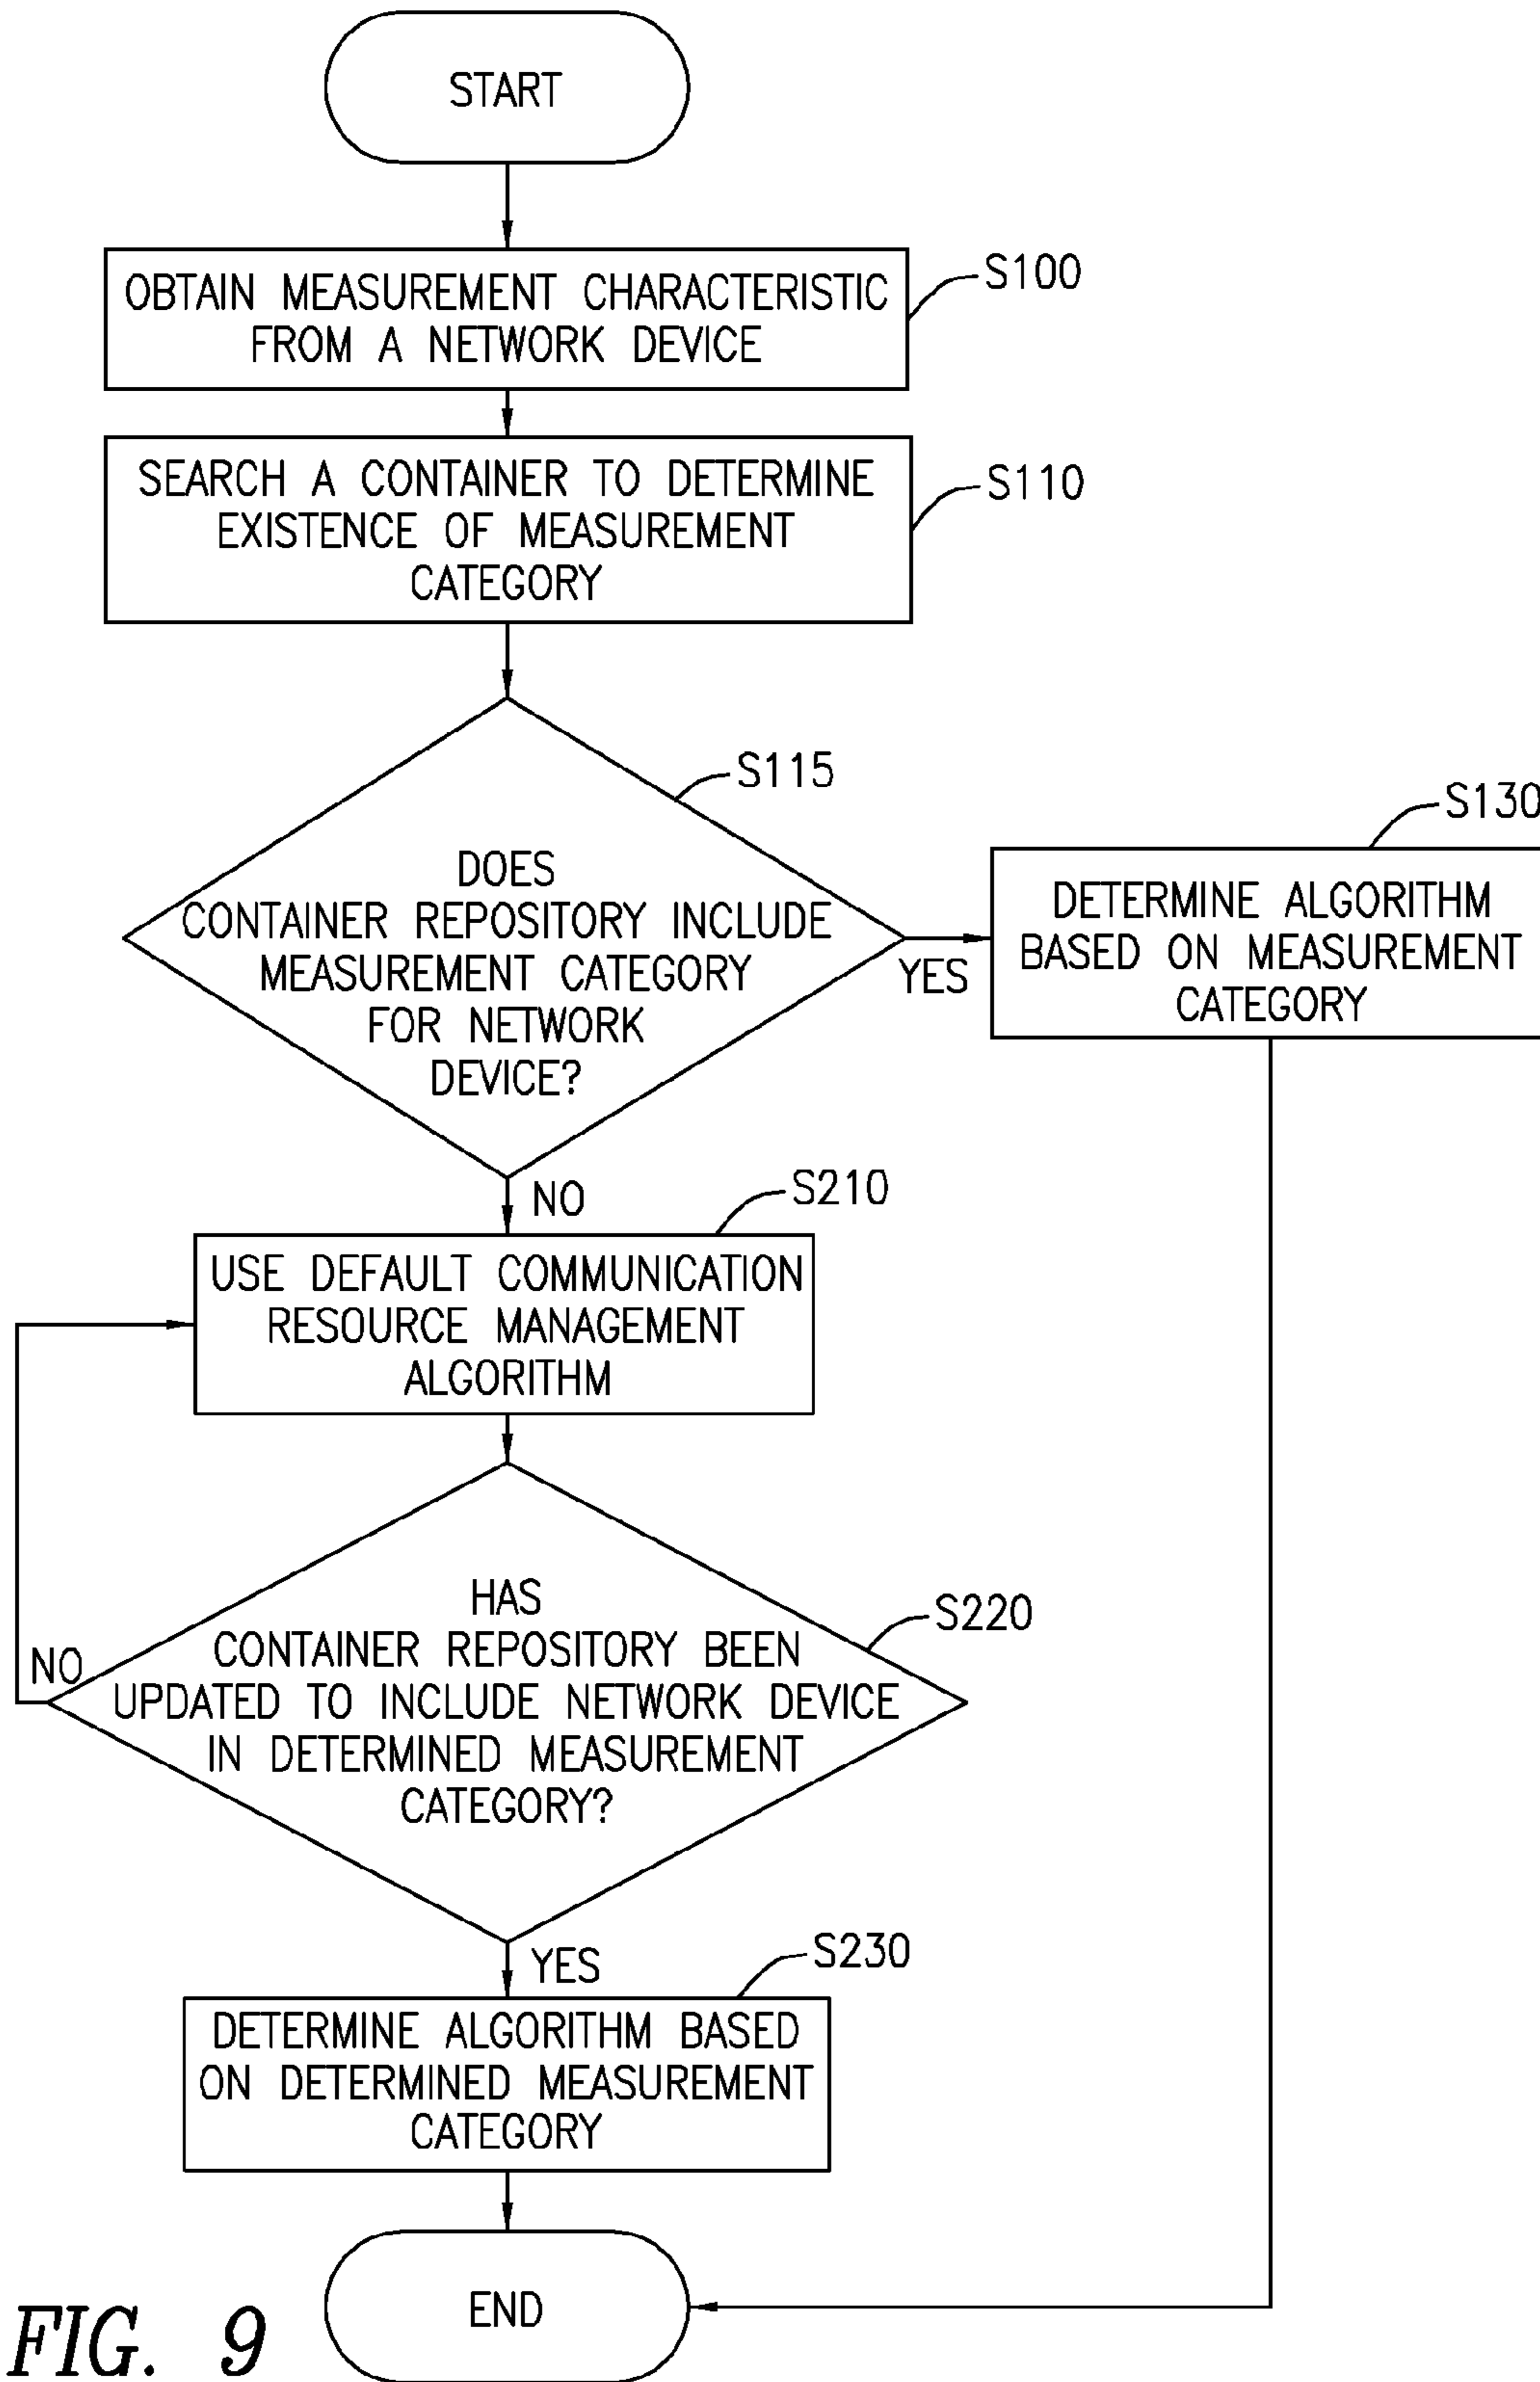 START
OBTAIN MEASUREMENT CHARACTERISTIC
FROM A NETWORK DEVICE
S100
SEARCH A CONTAINER TO DETERMINE
EXISTENCE OF MEASUREMENT
CATEGORY
S110
S115
DOES
CONTAINER REPOSITORY INCLUDE
MEASUREMENT CATEGORY
FOR NETWORK
DEVICE?
YES
S130
DETERMINE ALGORITHM
BASED ON MEASUREMENT
CATEGORY
NO
S210
USE DEFAULT COMMUNICATION
RESOURCE MANAGEMENT
ALGORITHM
HAS
CONTAINER REPOSITORY BEEN
UPDATED TO INCLUDE NETWORK DEVICE
IN DETERMINED MEASUREMENT
CATEGORY?
S220
NO
YES
S230
DETERMINE ALGORITHM BASED
ON DETERMINED MEASUREMENT
CATEGORY
END
FIG. 9